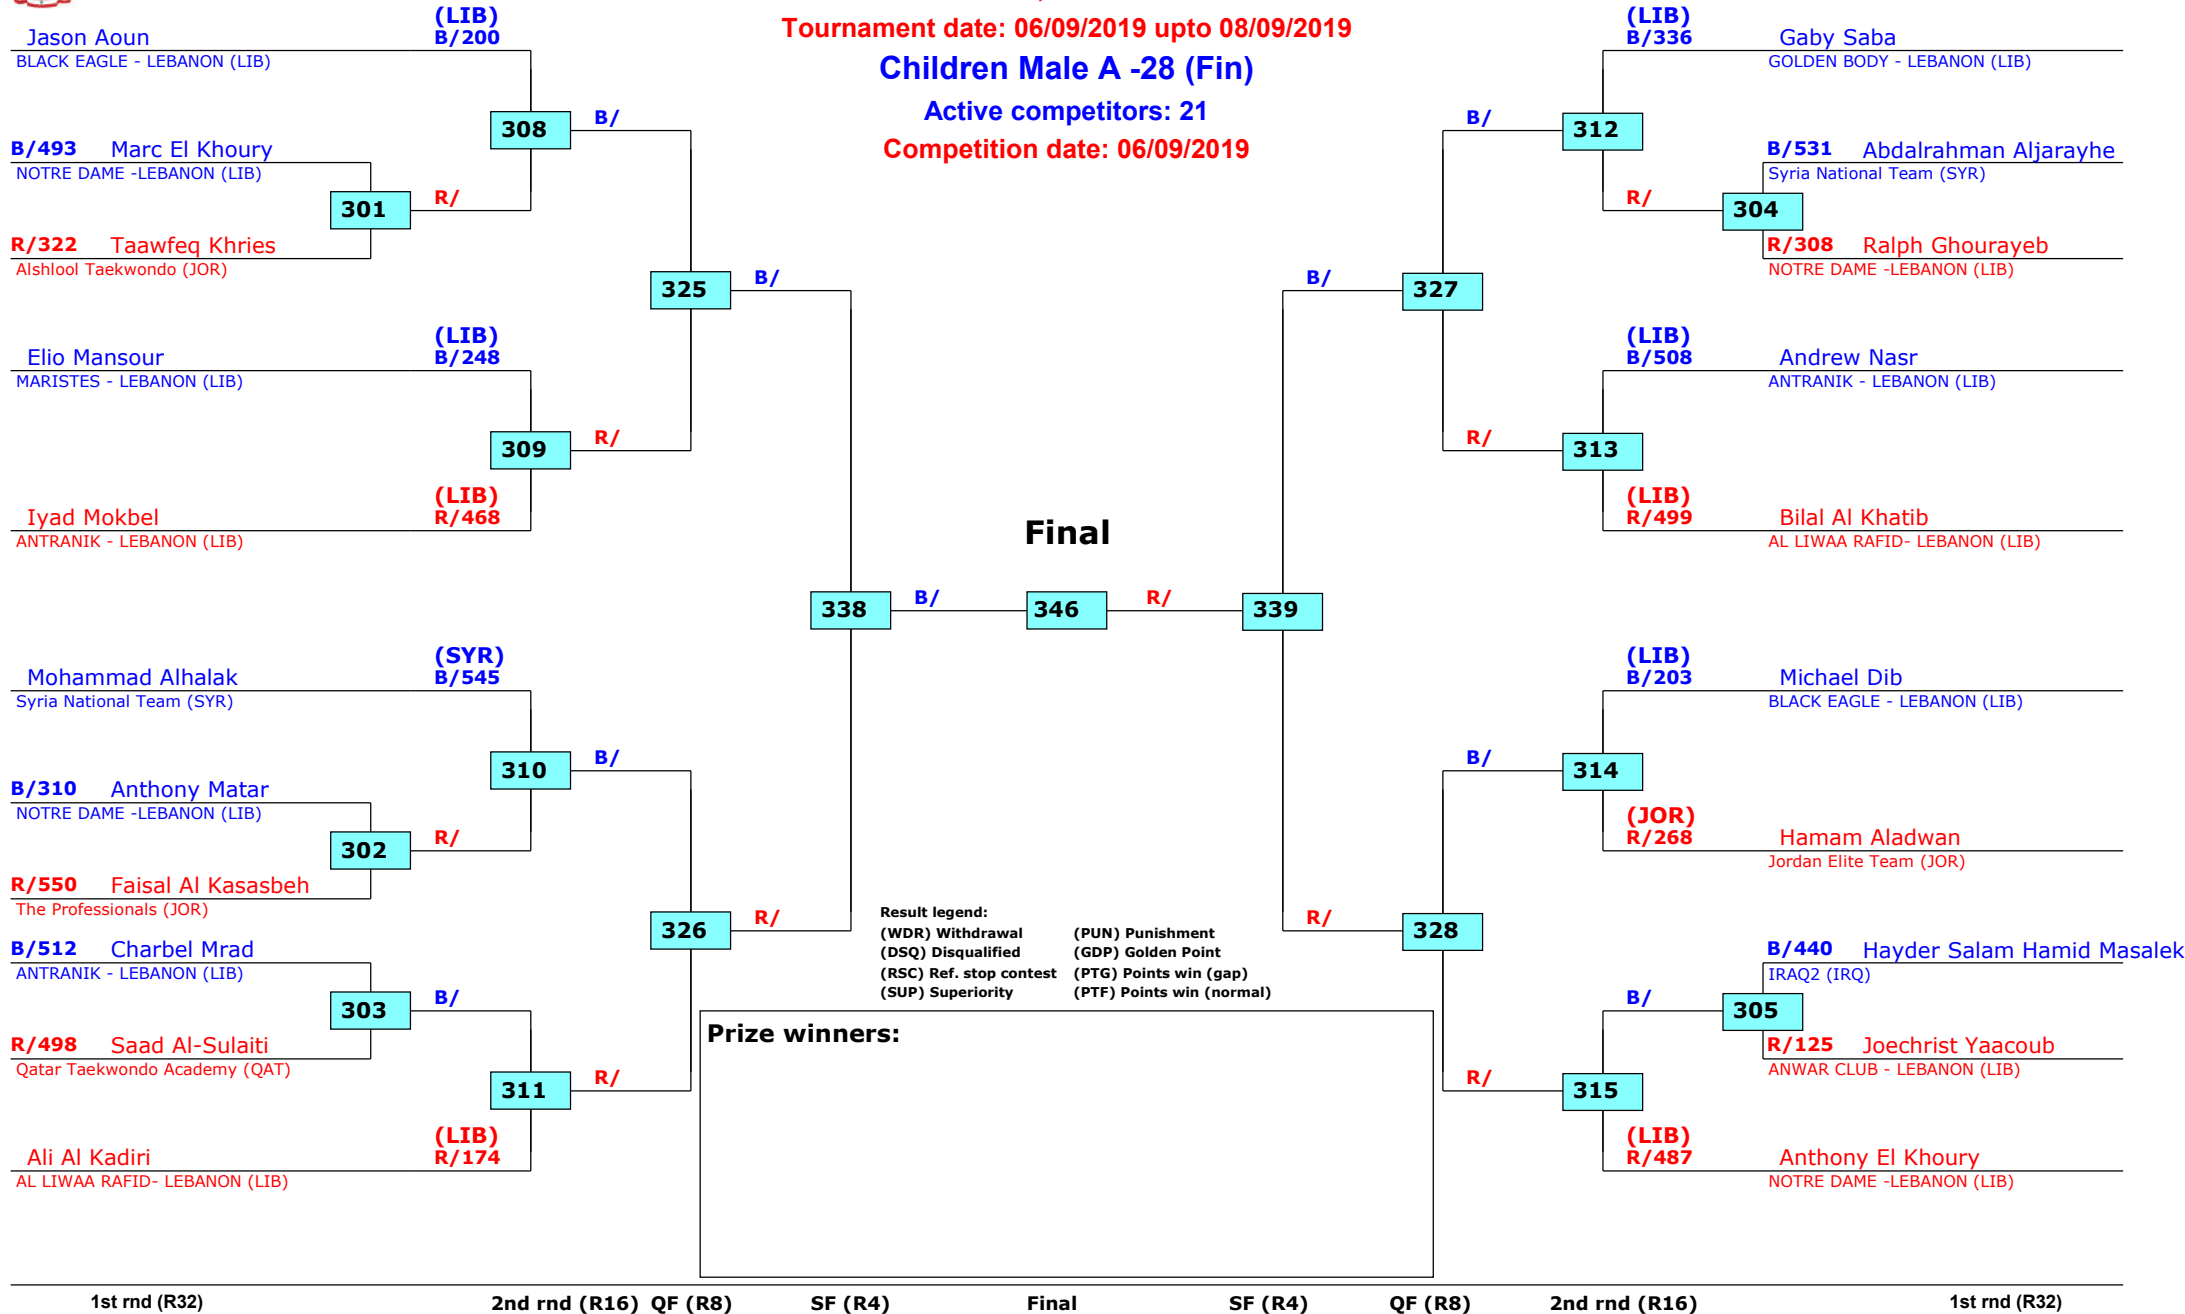 Tournament date: 06/09/2019 upto 08/09/2019
Children Male A -28 (Fin)
Active competitors: 21
Competition date: 06/09/2019
(LIB)
Jason Aoun B/200
BLACK EAGLE - LEBANON (LIB)
308 B/
B/493 Marc El Khoury
NOTRE DAME -LEBANON (LIB)
301 R/
R/322 Taawfeq Khries
Alshlool Taekwondo (JOR)
325 B/
(LIB)
Elio Mansour B/248
MARISTES - LEBANON (LIB)
309 R/
(LIB)
Iyad Mokbel R/468
ANTRANIK - LEBANON (LIB)
338 B/
(SYR)
Mohammad Alhalak B/545
Syria National Team (SYR)
310 B/
B/310 Anthony Matar
NOTRE DAME -LEBANON (LIB)
302 R/
R/550 Faisal Al Kasasbeh
The Professionals (JOR)
326 R/
B/512 Charbel Mrad
ANTRANIK - LEBANON (LIB)
303 B/
R/498 Saad Al-Sulaiti
Qatar Taekwondo Academy (QAT)
311 R/
(LIB)
Ali Al Kadiri R/174
AL LIWAA RAFID- LEBANON (LIB)
Final
346
(LIB)
B/336 Gaby Saba
GOLDEN BODY - LEBANON (LIB)
B/ 312
B/531 Abdalrahman Aljarayhe
Syria National Team (SYR)
R/ 304
R/308 Ralph Ghourayeb
NOTRE DAME -LEBANON (LIB)
B/ 327
(LIB)
B/508 Andrew Nasr
ANTRANIK - LEBANON (LIB)
R/ 313
(LIB)
R/499 Bilal Al Khatib
AL LIWAA RAFID- LEBANON (LIB)
R/ 339
(LIB)
B/203 Michael Dib
BLACK EAGLE - LEBANON (LIB)
B/ 314
(JOR)
R/268 Hamam Aladwan
Jordan Elite Team (JOR)
R/ 328
B/440 Hayder Salam Hamid Masalek
IRAQ2 (IRQ)
B/ 305
R/125 Joechrist Yaacoub
ANWAR CLUB - LEBANON (LIB)
R/ 315
(LIB)
R/487 Anthony El Khoury
NOTRE DAME -LEBANON (LIB)
Result legend:
(WDR) Withdrawal (PUN) Punishment
(DSQ) Disqualified (GDP) Golden Point
(RSC) Ref. stop contest (PTG) Points win (gap)
(SUP) Superiority (PTF) Points win (normal)
Prize winners:
1st rnd (R32) 2nd rnd (R16) QF (R8) SF (R4) Final SF (R4) QF (R8) 2nd rnd (R16) 1st rnd (R32)